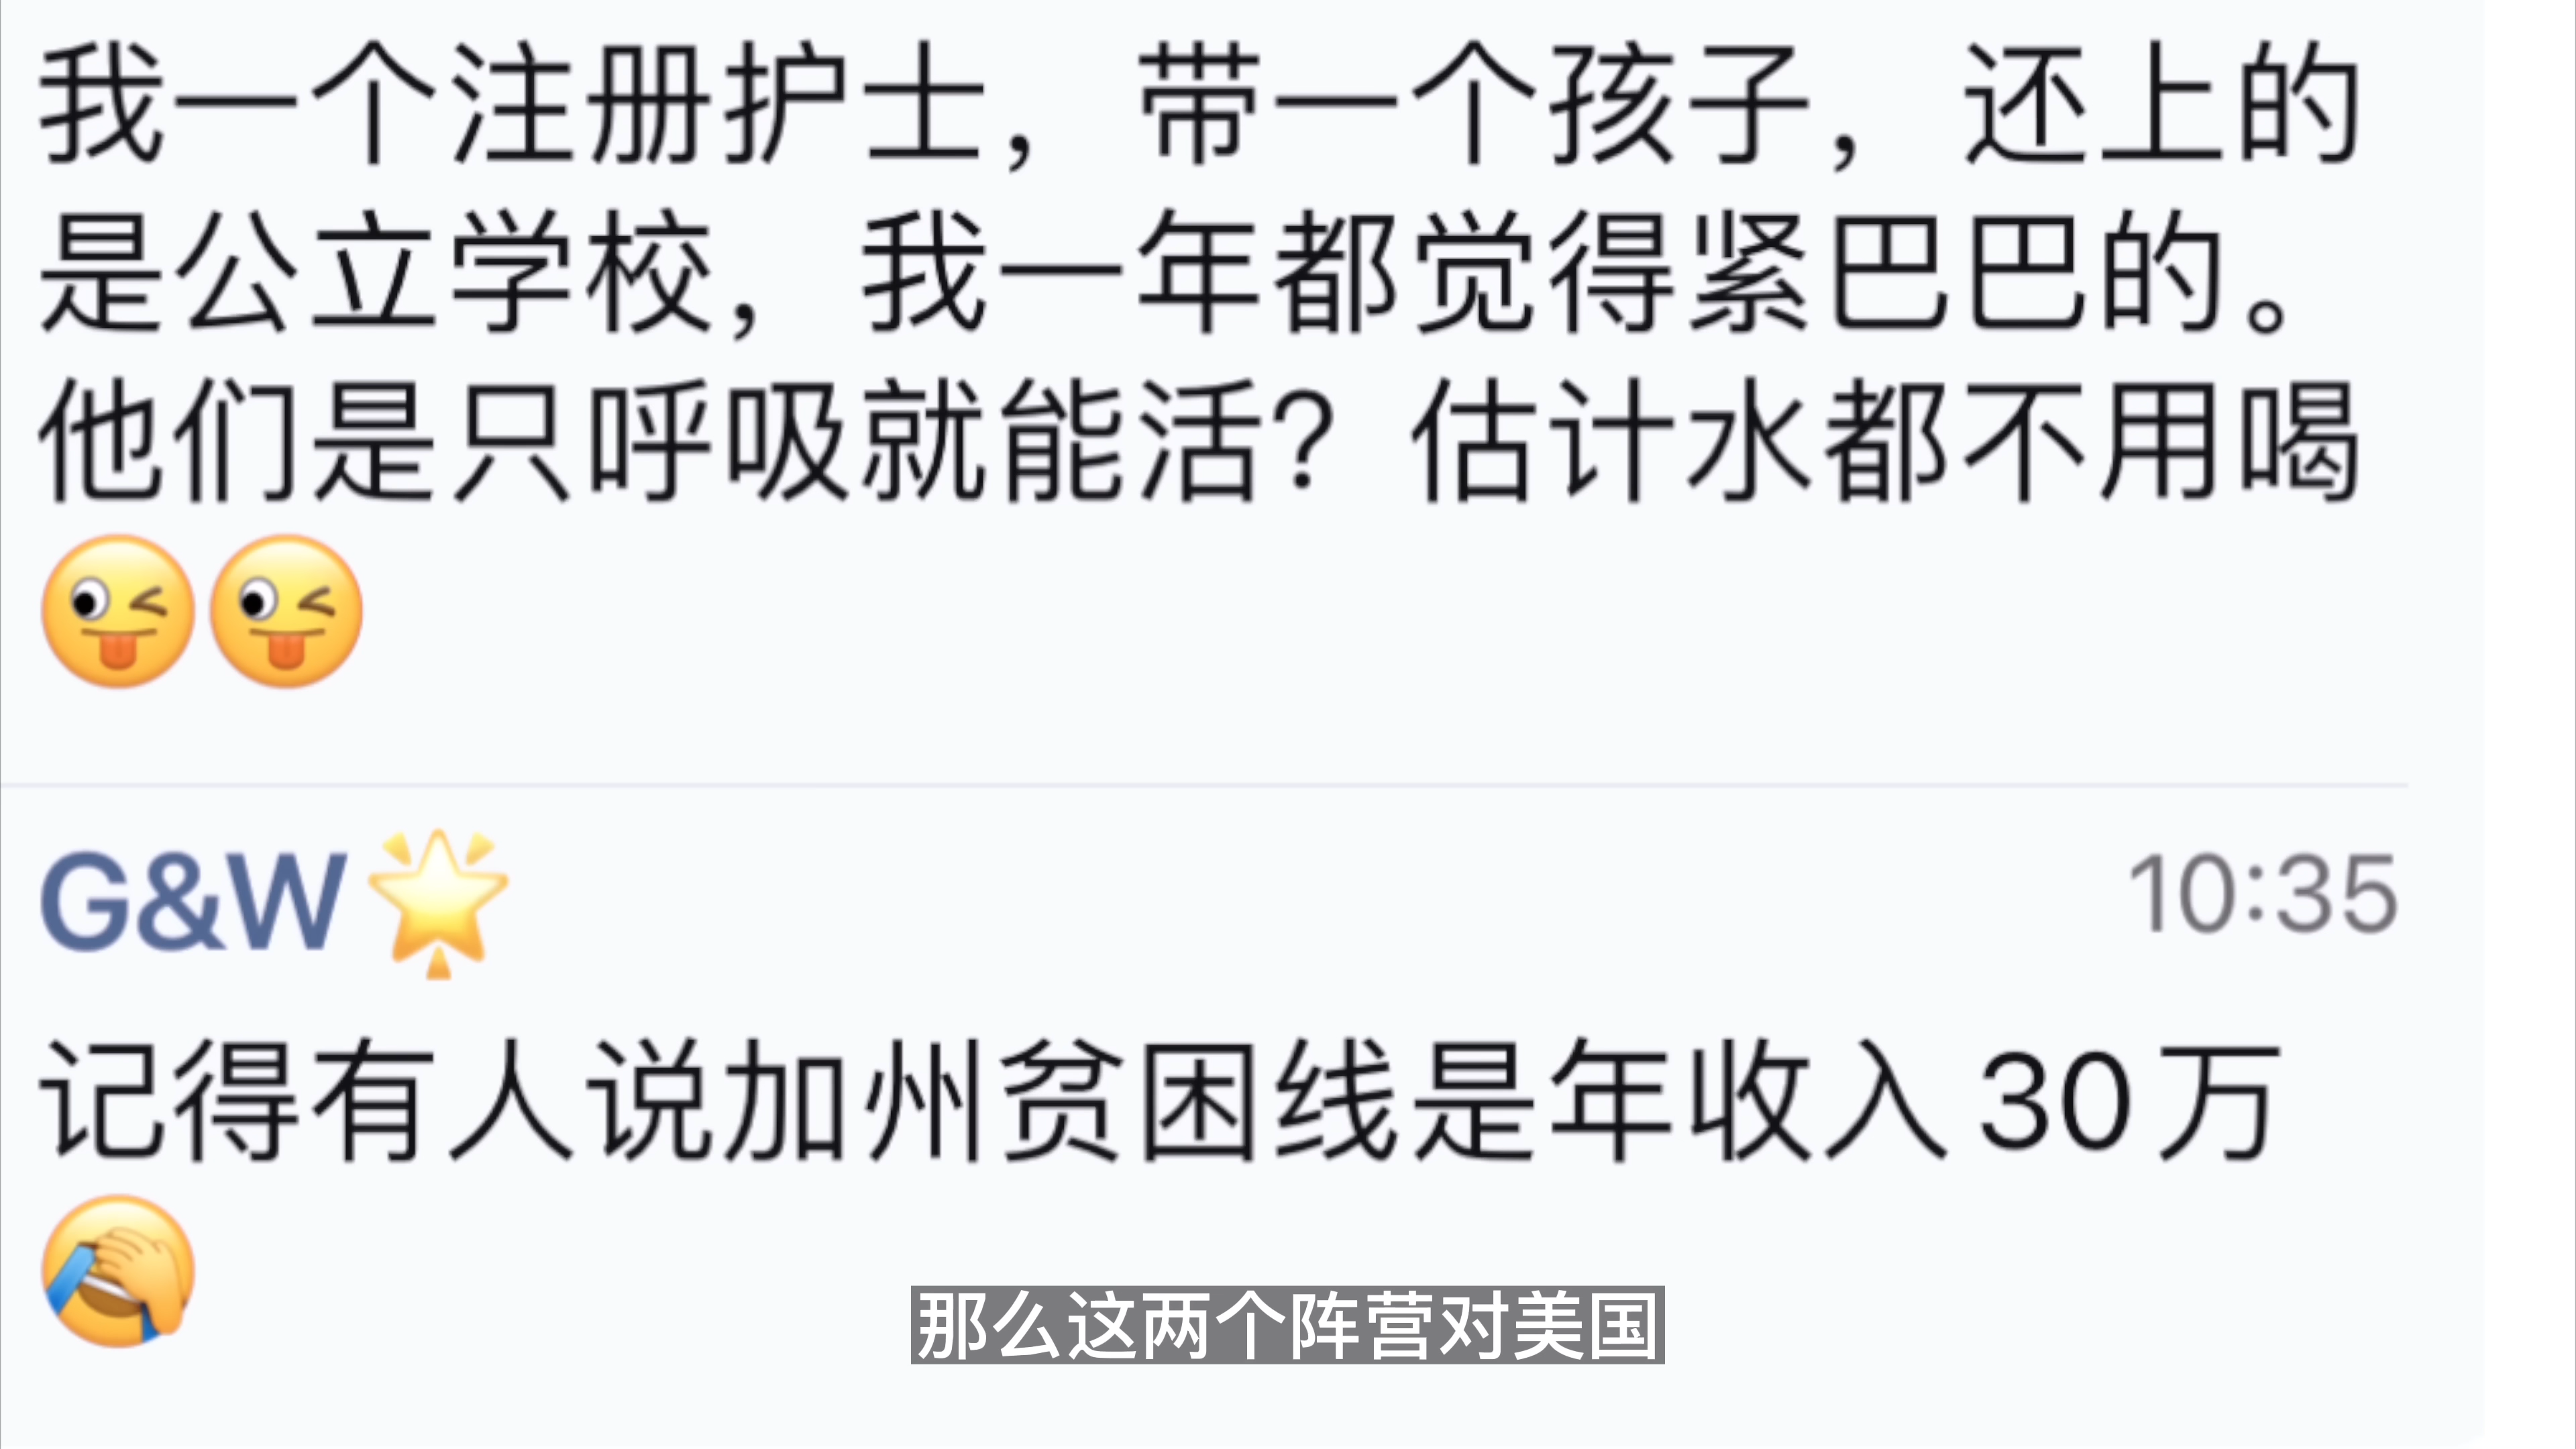 我一个注册护士，带一个孩子，还上的
是公立学校，我一年都觉得紧巴巴的。
他们是只呼吸就能活？估计水都不用喝
😜😜
G&W🌟
10:35
记得有人说加州贫困线是年收入30万
🤦
那么这两个阵营对美国